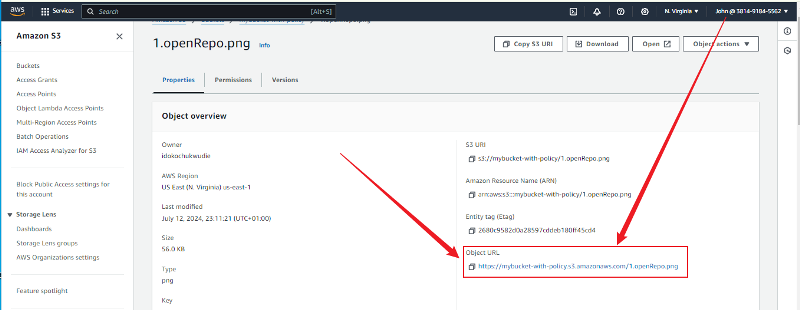 aws
Services
Search
[Alt+S]
N. Virginia
John @ 3814-9184-5562
Amazon S3
Buckets
Access Grants
Access Points
Object Lambda Access Points
Multi-Region Access Points
Batch Operations
IAM Access Analyzer for S3
Block Public Access settings for
this account
Storage Lens
Dashboards
Storage Lens groups
AWS Organizations settings
Feature spotlight
1.openRepo.png
Info
Copy S3 URI
Download
Open
Object actions
Properties
Permissions
Versions
Object overview
Owner
idokochukwudie
AWS Region
US East (N. Virginia) us-east-1
Last modified
July 12, 2024, 23:11:21 (UTC+01:00)
Size
56.0 KB
Type
png
Key
S3 URI
s3://mybucket-with-policy/1.openRepo.png
Amazon Resource Name (ARN)
arn:aws:s3:::mybucket-with-policy/1.openRepo.png
Entity tag (Etag)
2680c9582d0a28597cddeb180ff45cd4
Object URL
https://mybucket-with-policy.s3.amazonaws.com/1.openRepo.png